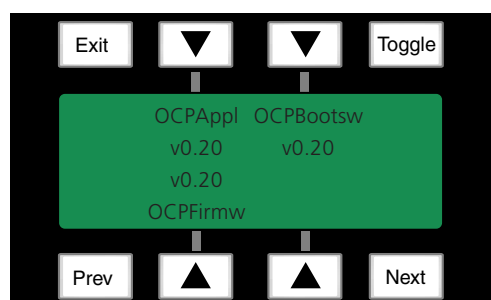 Exit Toggle
OCPAppl OCPBootsw
v0.20 v0.20
v0.20
OCPFirmw
Prev Next